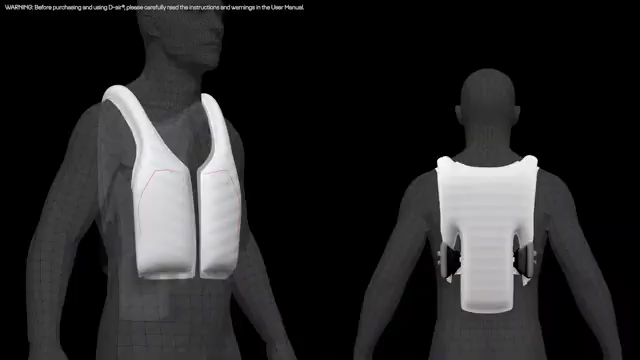 WARNING: Before purchasing and using D-air®, please carefully read the instructions and warnings in the User Manual.